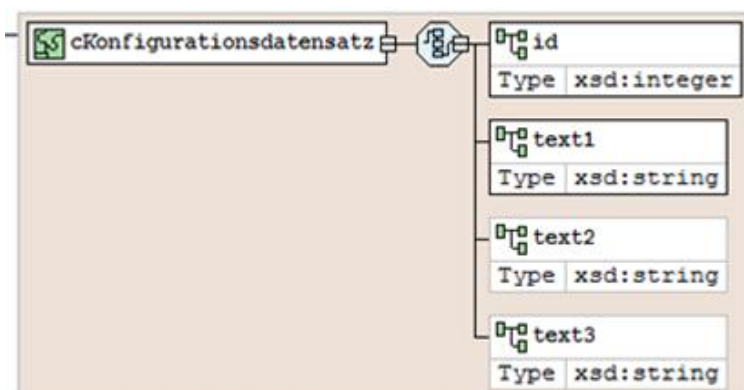 cKonfigurationsdatensatz
id
Type xsd:integer
text1
Type xsd:string
text2
Type xsd:string
text3
Type xsd:string